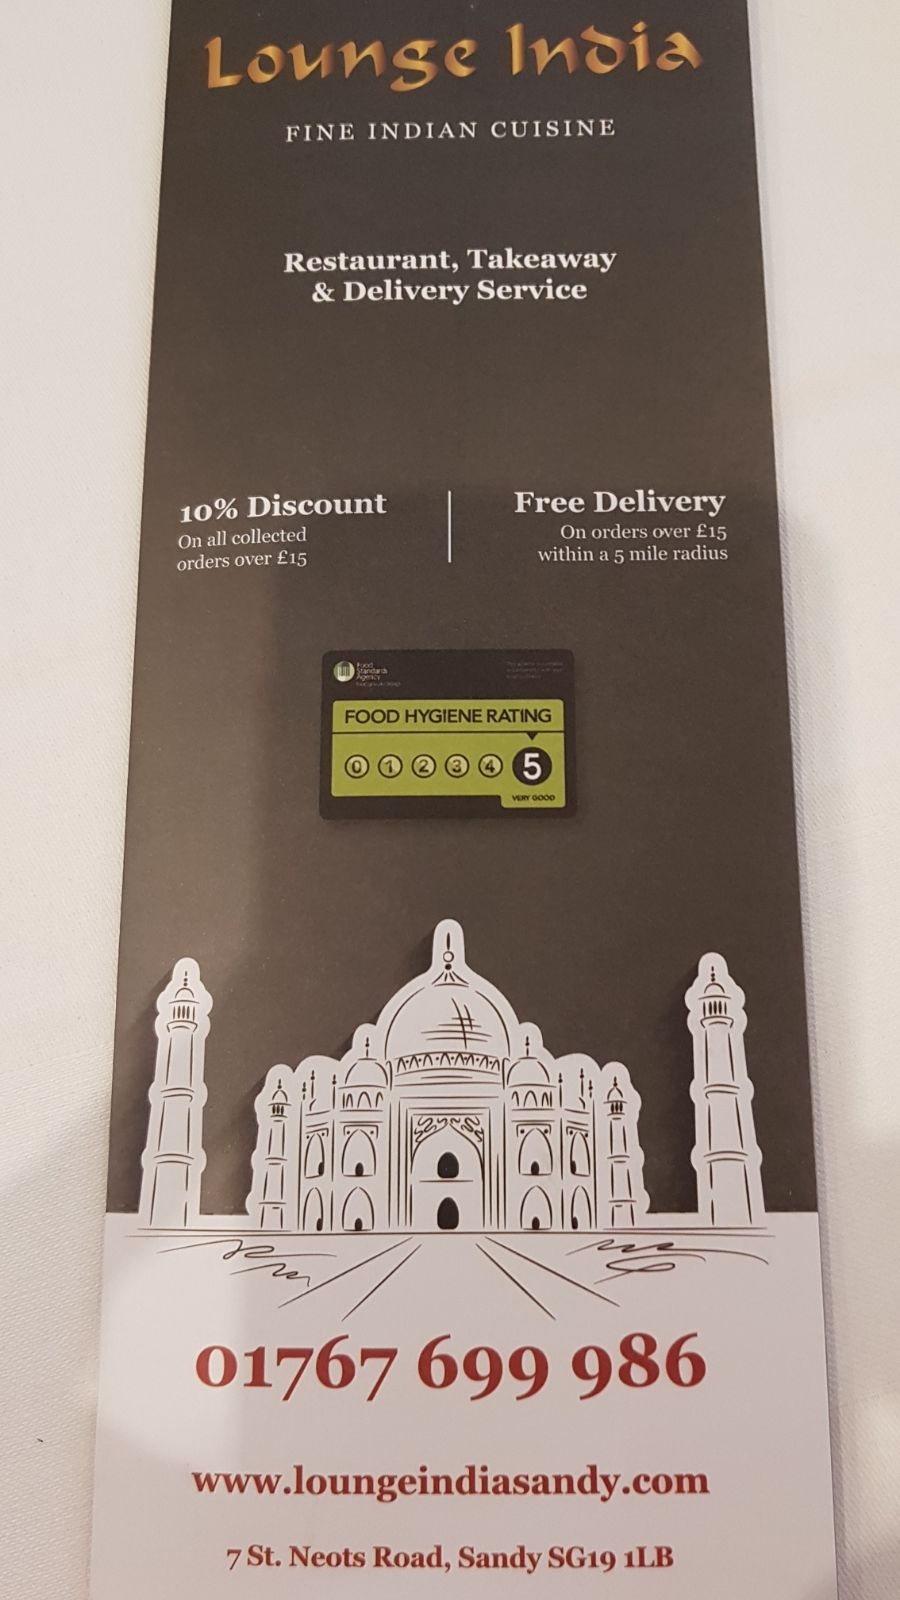 Lounge India
FINE INDIAN CUISINE
Restaurant, Takeaway
& Delivery Service
10% Discount
On all collected
orders over £15
Free Delivery
On orders over £15
within a 5 mile radius
Food
Standards
Agency
FOOD HYGIENE RATING
0 1 2 3 4 5
VERY GOOD
01767 699 986
www.loungeindiasandy.com
7 St. Neots Road, Sandy SG19 1LB